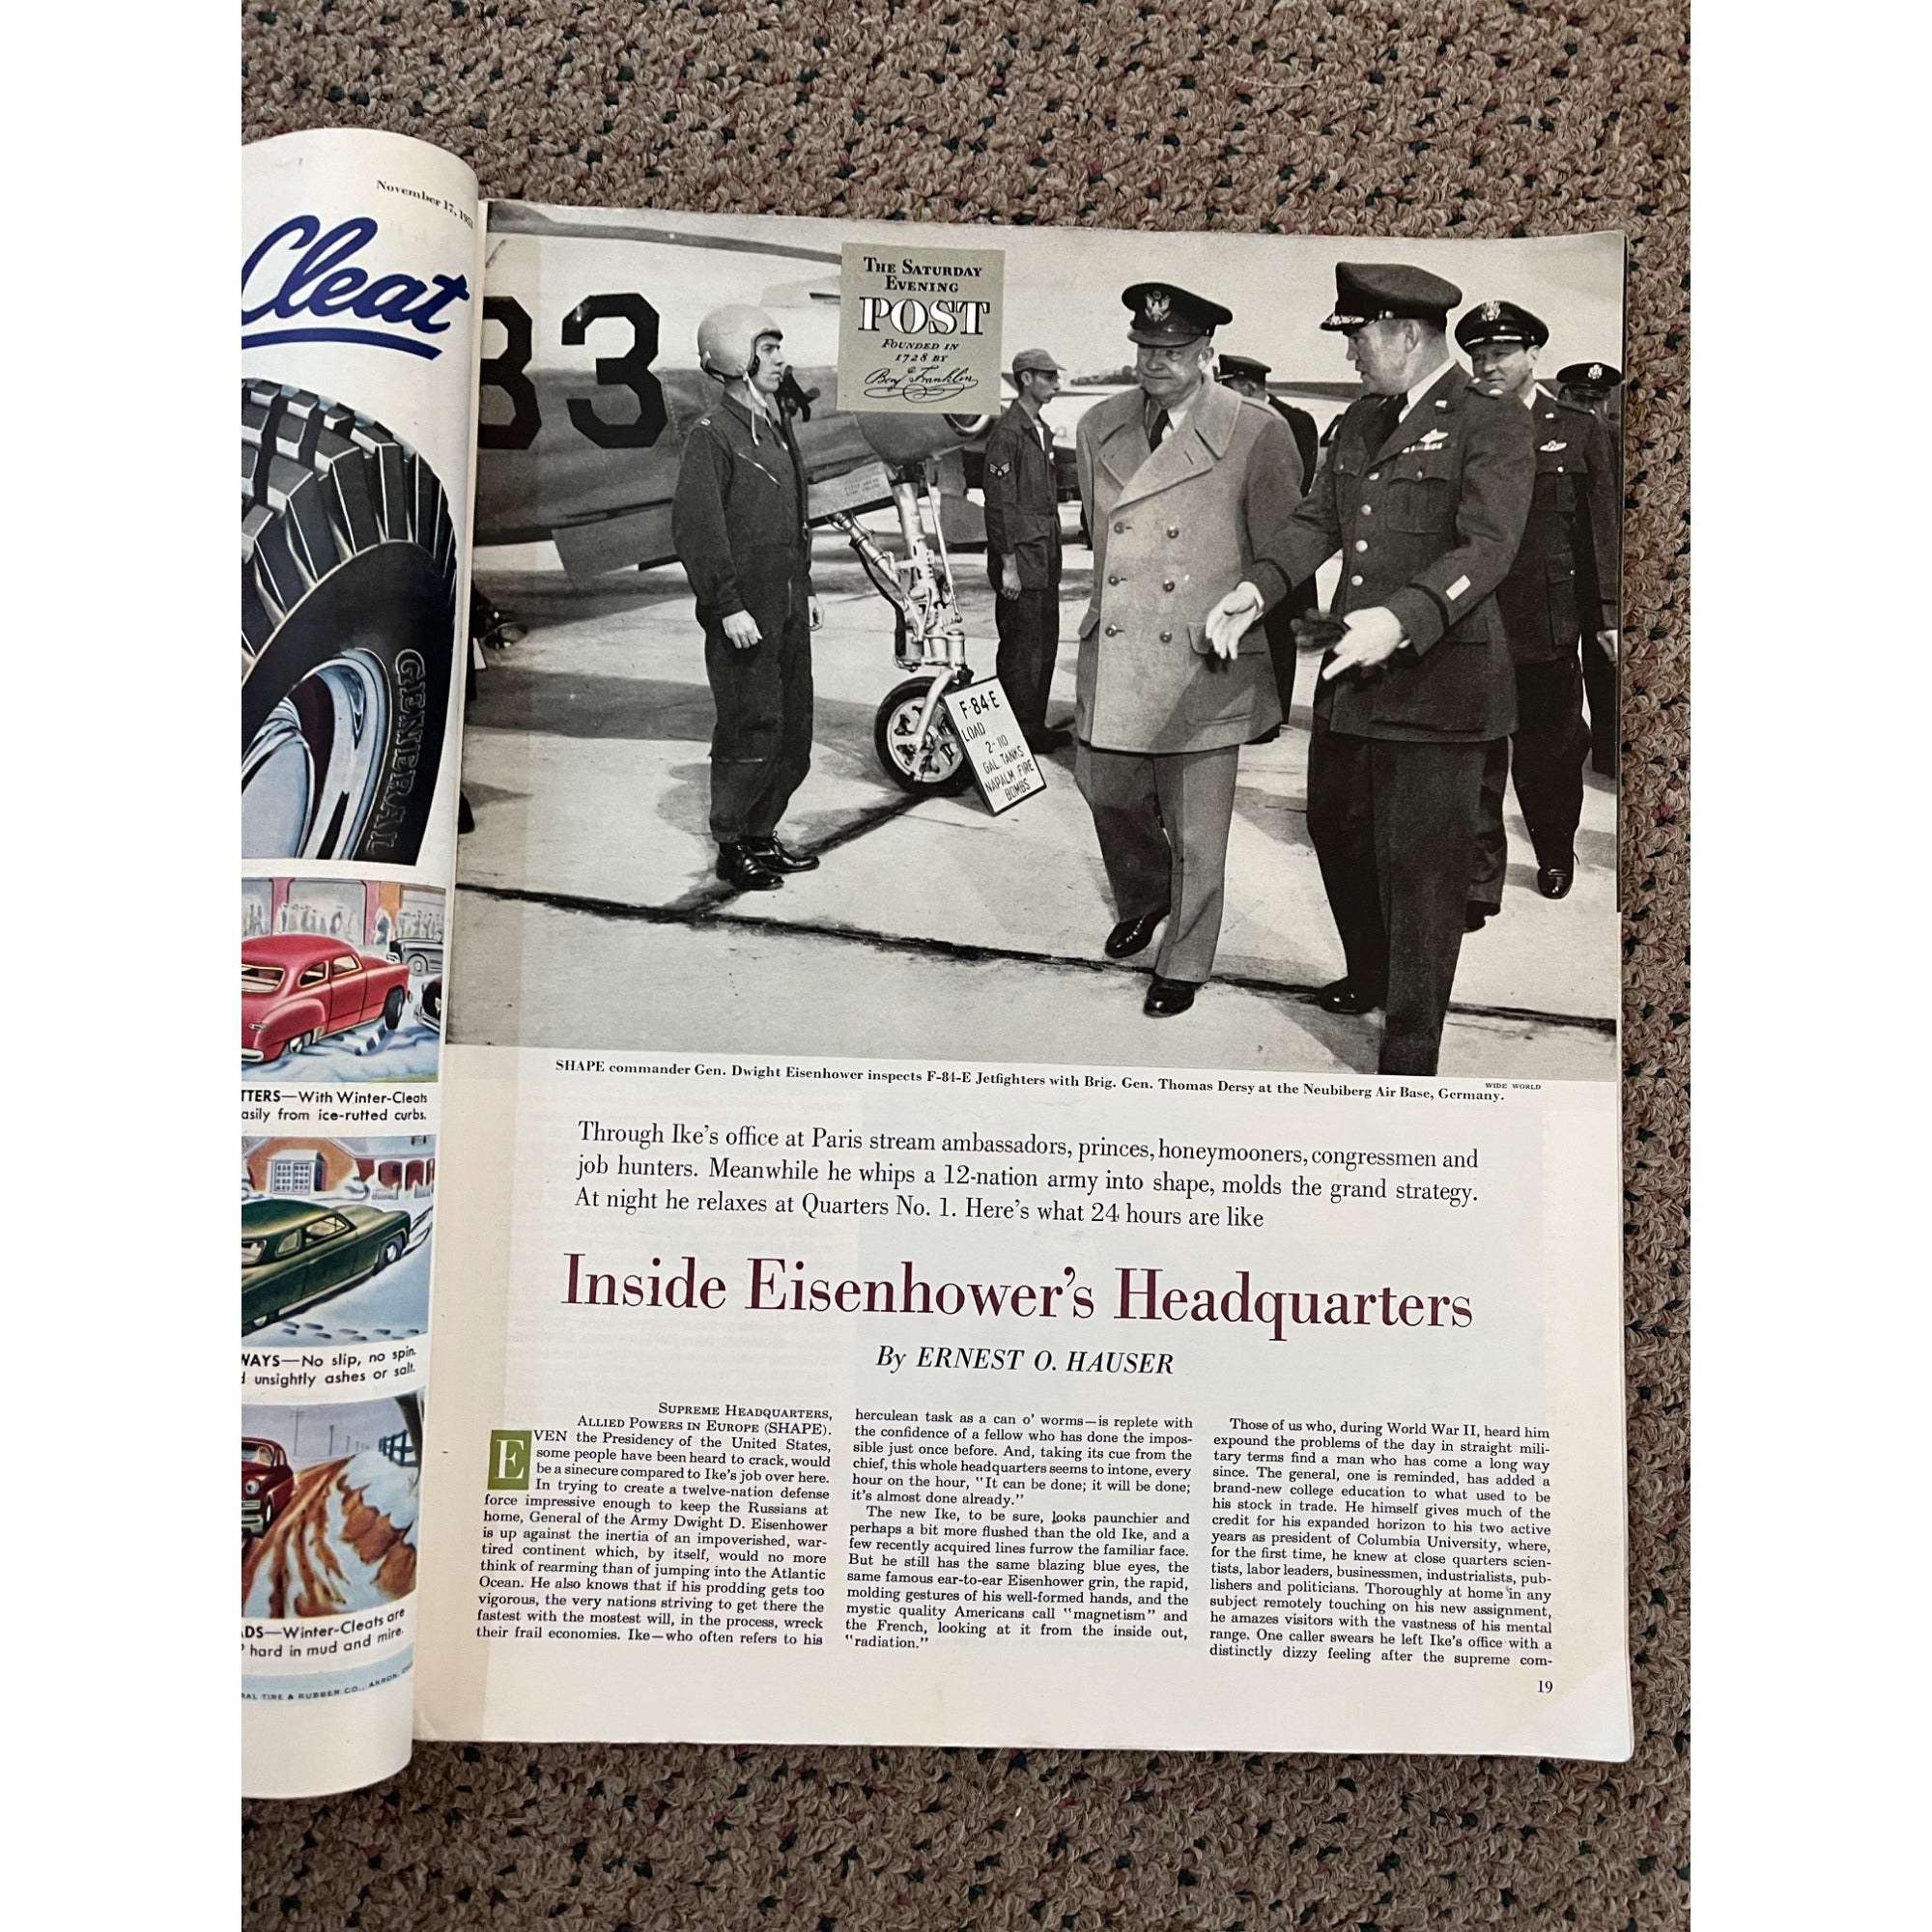 November 17, 1951
Cleat
GENERAL
TTERS—With Winter-Cleats
asily from ice-rutted curbs.
WAYS—No slip, no spin.
unsightly ashes or salt.
ADS—Winter-Cleats are
hard in mud and mire.
RAL TIRE & RUBBER CO., AKRON,
33
THE SATURDAY
EVENING
POST
FOUNDED IN
1728 BY
Benj Franklin
F-84-E
LOAD
2-110
GAL TANKS
NAPALM FIRE
BOMBS
WIDE WORLD
SHAPE commander Gen. Dwight Eisenhower inspects F-84-E Jetfighters with Brig. Gen. Thomas Dersy at the Neubiberg Air Base, Germany.
Through Ike's office at Paris stream ambassadors, princes, honeymooners, congressmen and
job hunters. Meanwhile he whips a 12-nation army into shape, molds the grand strategy.
At night he relaxes at Quarters No. 1. Here's what 24 hours are like
Inside Eisenhower's Headquarters
By ERNEST O. HAUSER
SUPREME HEADQUARTERS,
ALLIED POWERS IN EUROPE (SHAPE).
EVEN the Presidency of the United States,
some people have been heard to crack, would
be a sinecure compared to Ike's job over here.
In trying to create a twelve-nation defense
force impressive enough to keep the Russians at
home, General of the Army Dwight D. Eisenhower
is up against the inertia of an impoverished, war-
tired continent which, by itself, would no more
think of rearming than of jumping into the Atlantic
Ocean. He also knows that if his prodding gets too
vigorous, the very nations striving to get there the
fastest with the mostest will, in the process, wreck
their frail economies. Ike—who often refers to his
herculean task as a can o' worms—is replete with
the confidence of a fellow who has done the impos-
sible just once before. And, taking its cue from the
chief, this whole headquarters seems to intone, every
hour on the hour, "It can be done; it will be done;
it's almost done already."
The new Ike, to be sure, looks paunchier and
perhaps a bit more flushed than the old Ike, and a
few recently acquired lines furrow the familiar face.
But he still has the same blazing blue eyes, the
same famous ear-to-ear Eisenhower grin, the rapid,
molding gestures of his well-formed hands, and the
mystic quality Americans call "magnetism" and
the French, looking at it from the inside out,
"radiation."
Those of us who, during World War II, heard him
expound the problems of the day in straight mili-
tary terms find a man who has come a long way
since. The general, one is reminded, has added a
brand-new college education to what used to be
his stock in trade. He himself gives much of the
credit for his expanded horizon to his two active
years as president of Columbia University, where,
for the first time, he knew at close quarters scien-
tists, labor leaders, businessmen, industrialists, pub-
lishers and politicians. Thoroughly at home in any
subject remotely touching on his new assignment,
he amazes visitors with the vastness of his mental
range. One caller swears he left Ike's office with a
distinctly dizzy feeling after the supreme com-
19